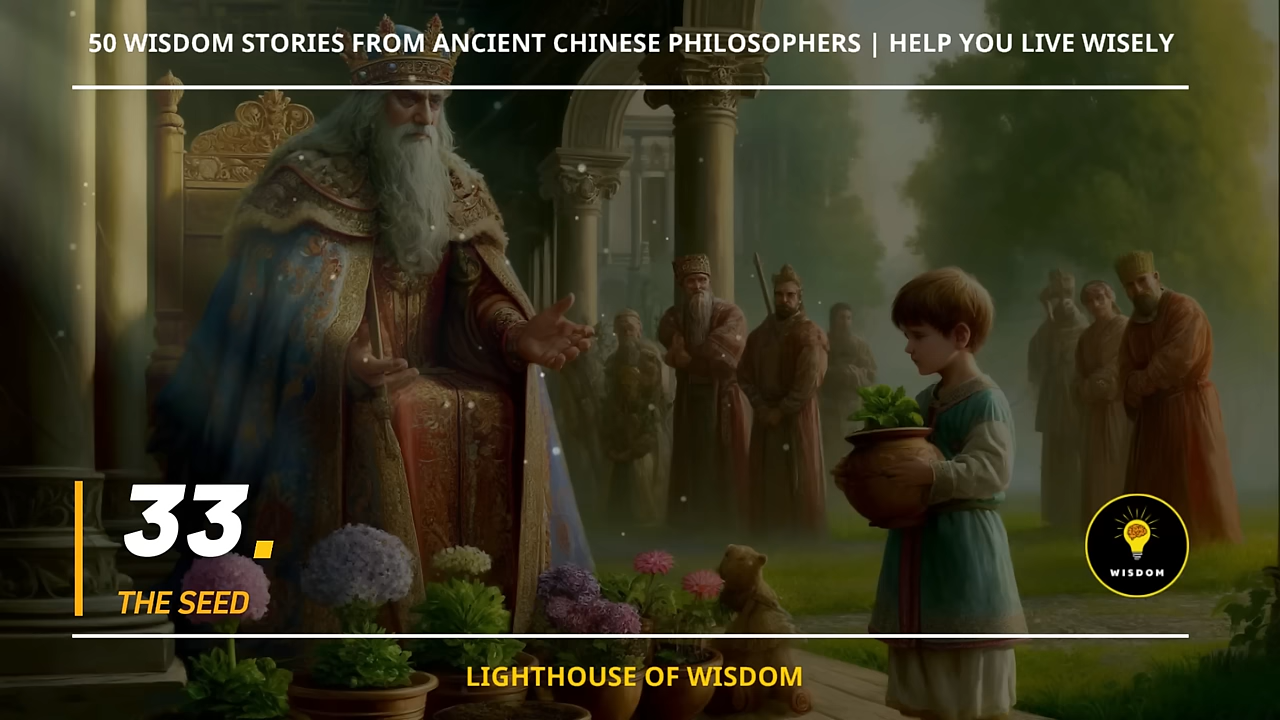 50 WISDOM STORIES FROM ANCIENT CHINESE PHILOSOPHERS | HELP YOU LIVE WISELY
33.
THE SEED
WISDOM
LIGHTHOUSE OF WISDOM